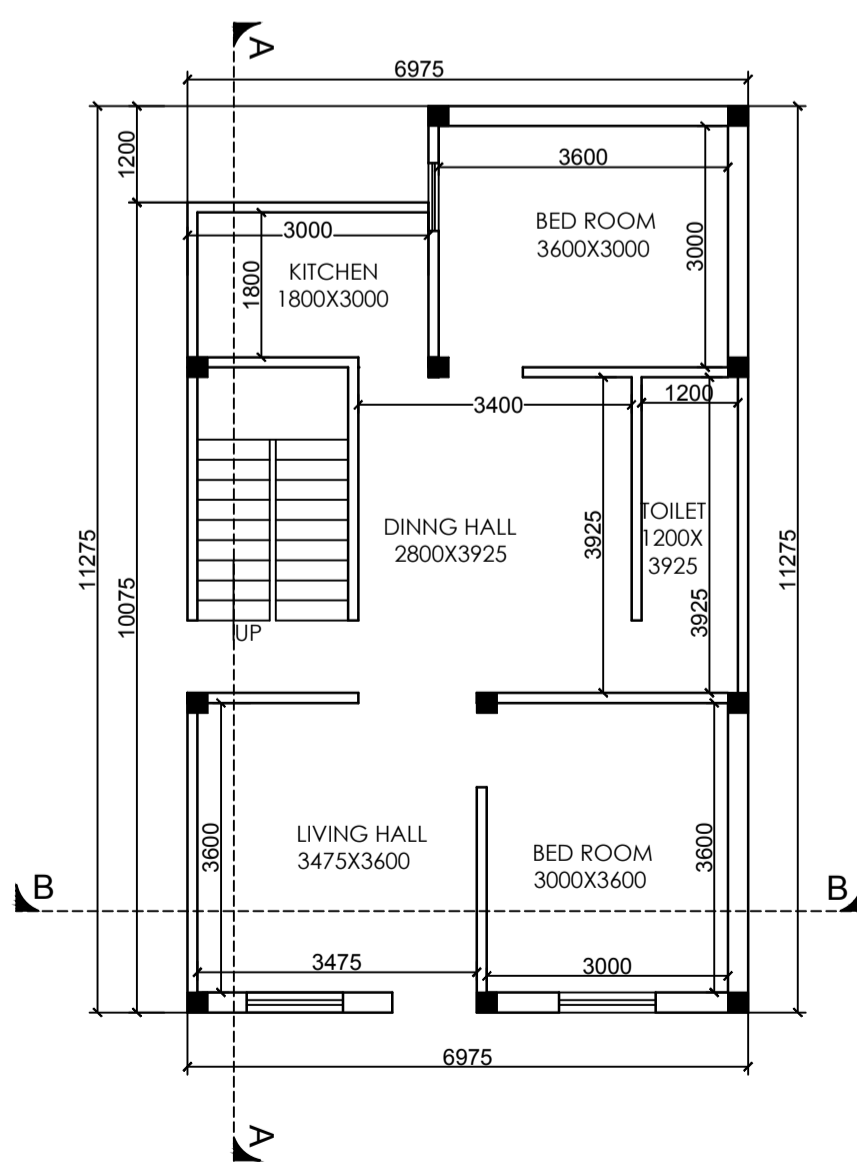 A
6975
1200
3600
BED ROOM
3600X3000
3000
3000
KITCHEN
1800X3000
1800
3400
1200
11275
10075
DINNG HALL
2800X3925
3925
TOILET
1200X
3925
3925
11275
UP
LIVING HALL
3475X3600
3600
BED ROOM
3000X3600
3600
B
B
3475
3000
6975
A